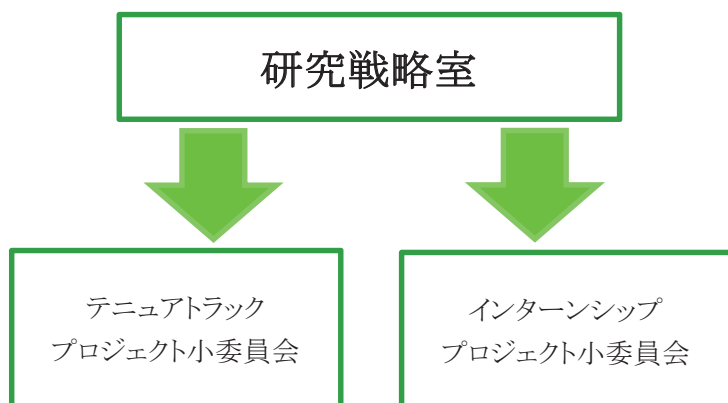 研究戦略室
テニュアトラック
プロジェクト小委員会
インターンシップ
プロジェクト小委員会